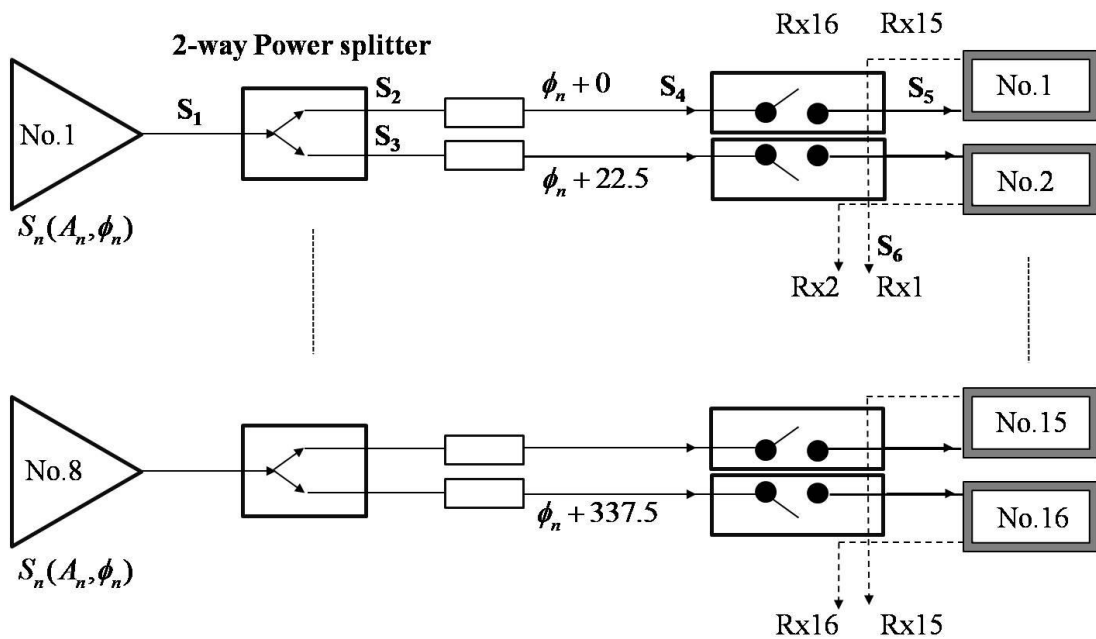 Rx16 Rx15
2-way Power splitter
S₁
S₂
S₃
ϕₙ + 0
S₄
S₅
No.1
No.1
ϕₙ + 22.5
No.2
Sₙ(Aₙ,ϕₙ)
S₆
Rx2 Rx1
No.8
No.15
ϕₙ + 337.5
No.16
Sₙ(Aₙ,ϕₙ)
Rx16 Rx15